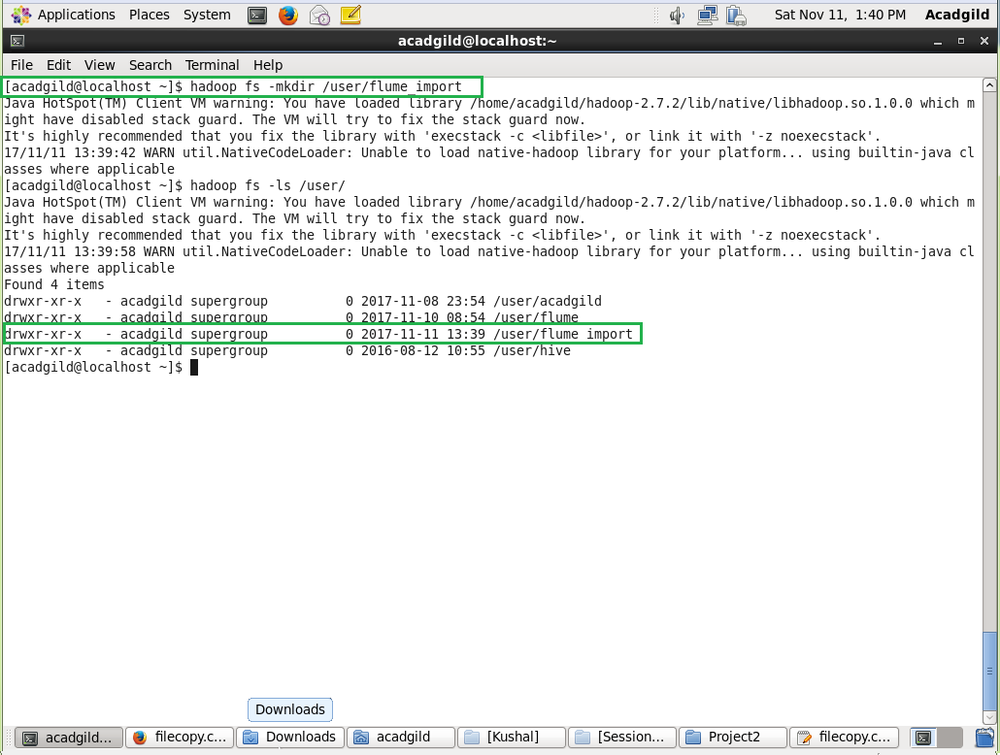 Applications Places System Sat Nov 11, 1:40 PM Acadgild
acadgild@localhost:~
File Edit View Search Terminal Help
[acadgild@localhost ~]$ hadoop fs -mkdir /user/flume_import
Java HotSpot(TM) Client VM warning: You have loaded library /home/acadgild/hadoop-2.7.2/lib/native/libhadoop.so.1.0.0 which m
ight have disabled stack guard. The VM will try to fix the stack guard now.
It's highly recommended that you fix the library with 'execstack -c <libfile>', or link it with '-z noexecstack'.
17/11/11 13:39:42 WARN util.NativeCodeLoader: Unable to load native-hadoop library for your platform... using builtin-java cl
asses where applicable
[acadgild@localhost ~]$ hadoop fs -ls /user/
Java HotSpot(TM) Client VM warning: You have loaded library /home/acadgild/hadoop-2.7.2/lib/native/libhadoop.so.1.0.0 which m
ight have disabled stack guard. The VM will try to fix the stack guard now.
It's highly recommended that you fix the library with 'execstack -c <libfile>', or link it with '-z noexecstack'.
17/11/11 13:39:58 WARN util.NativeCodeLoader: Unable to load native-hadoop library for your platform... using builtin-java cl
asses where applicable
Found 4 items
drwxr-xr-x   - acadgild supergroup          0 2017-11-08 23:54 /user/acadgild
drwxr-xr-x   - acadgild supergroup          0 2017-11-10 08:54 /user/flume
drwxr-xr-x   - acadgild supergroup          0 2017-11-11 13:39 /user/flume import
drwxr-xr-x   - acadgild supergroup          0 2016-08-12 10:55 /user/hive
[acadgild@localhost ~]$
Downloads
acadgild... filecopy.c... Downloads acadgild [Kushal] [Session... Project2 filecopy.c...